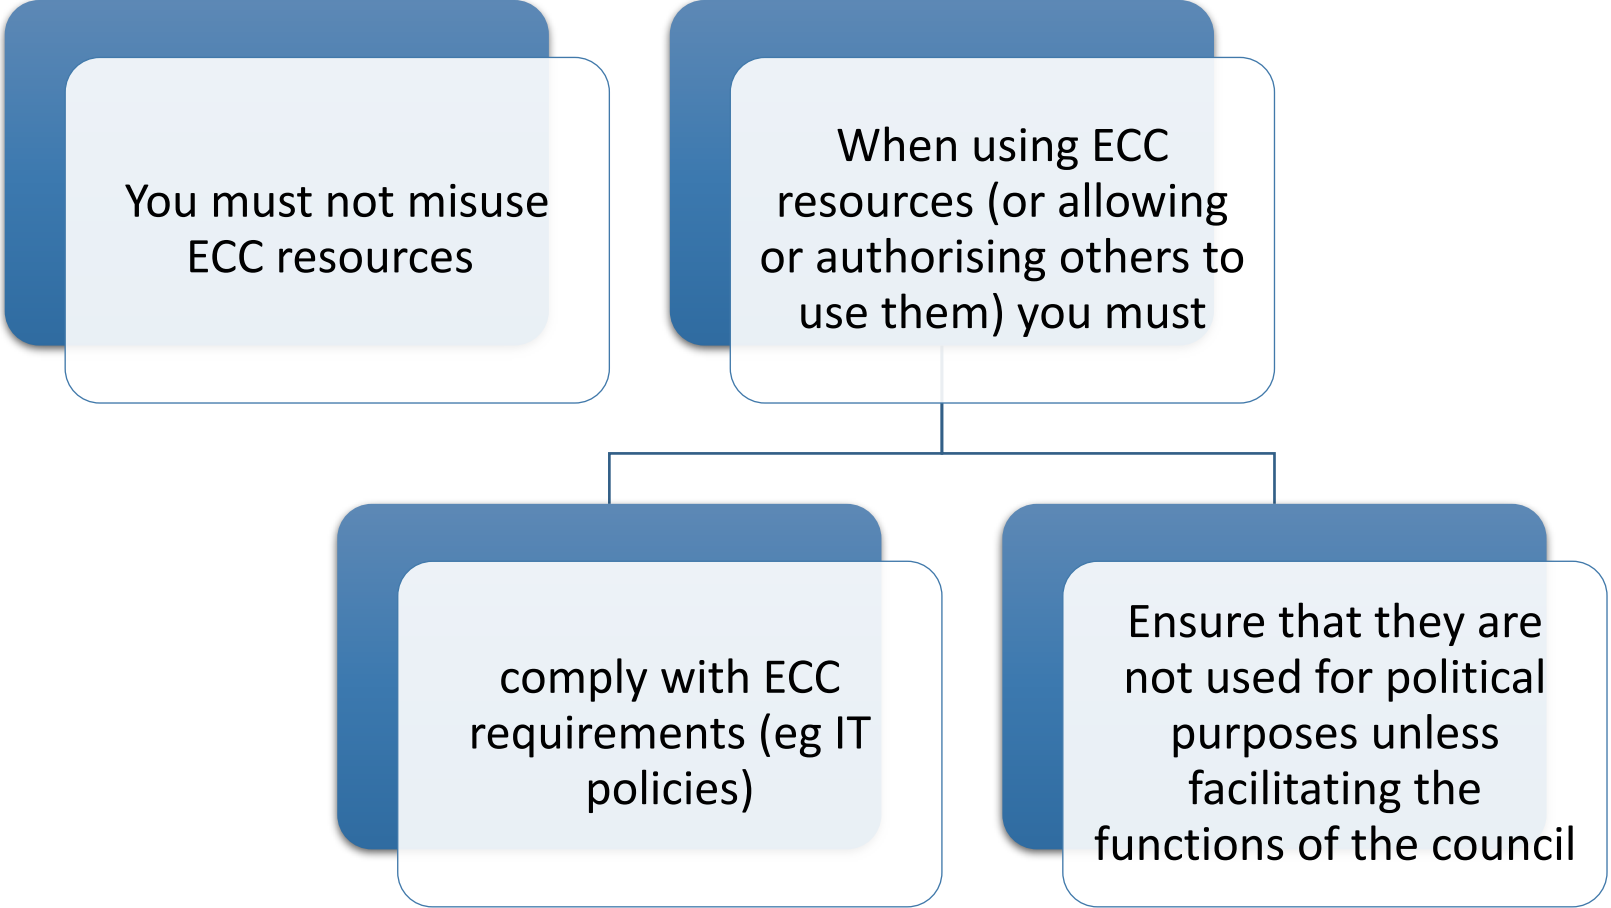 You must not misuse
ECC resources
When using ECC
resources (or allowing
or authorising others to
use them) you must
comply with ECC
requirements (eg IT
policies)
Ensure that they are
not used for political
purposes unless
facilitating the
functions of the council